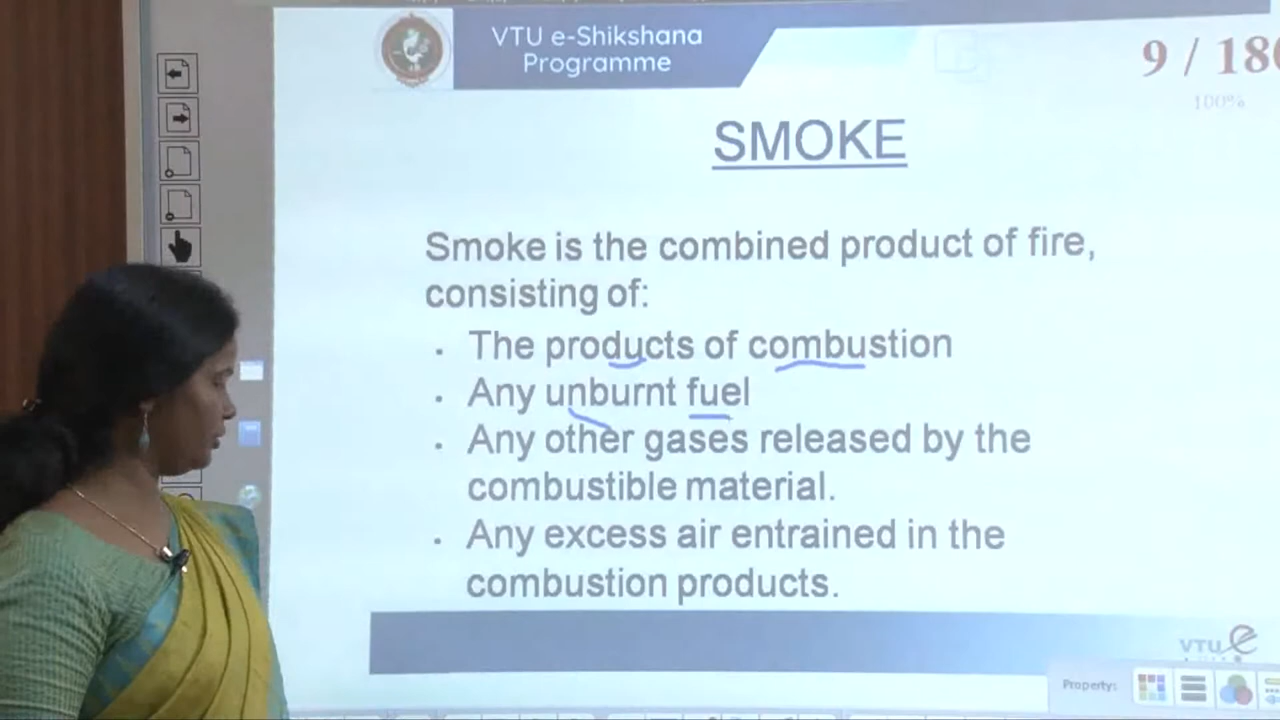 VTU e-Shikshana
Programme
9 / 18
100%
SMOKE
Smoke is the combined product of fire,
consisting of:
· The products of combustion
· Any unburnt fuel
· Any other gases released by the
combustible material.
· Any excess air entrained in the
combustion products.
VTU e
Property: